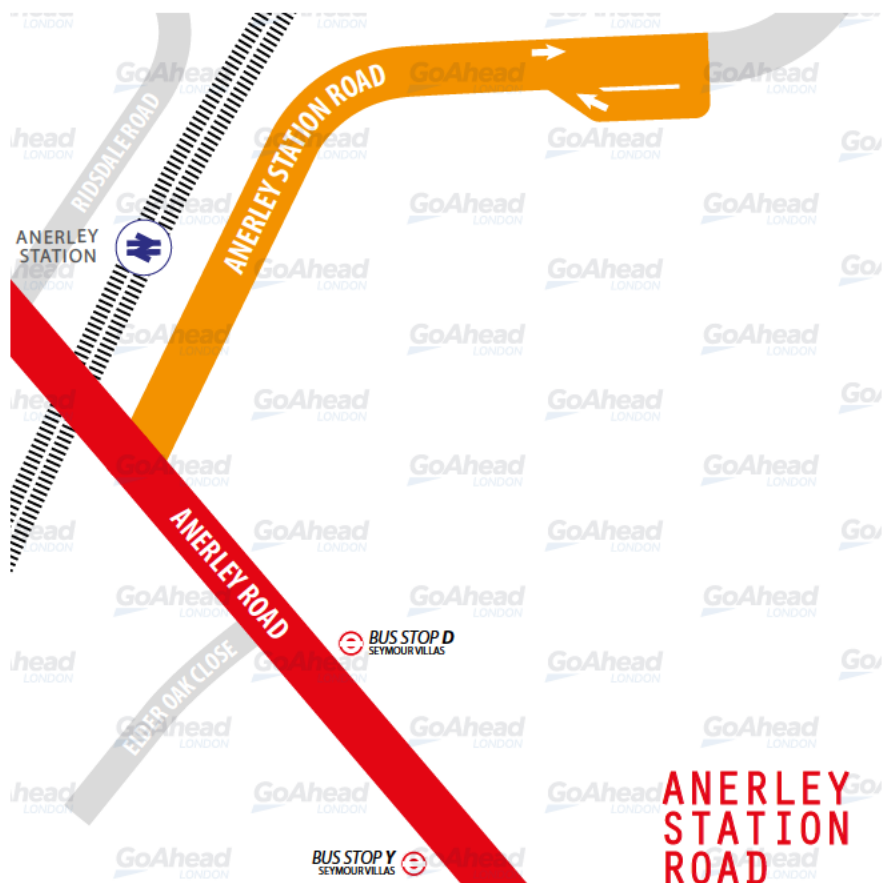 RIDSDALE ROAD
ANERLEY STATION ROAD
ANERLEY
STATION
ANERLEY ROAD
BUS STOP D
SEYMOUR VILLAS
ELDER OAK CLOSE
BUS STOP Y
SEYMOUR VILLAS
ANERLEY
STATION
ROAD
GoAhead
LONDON